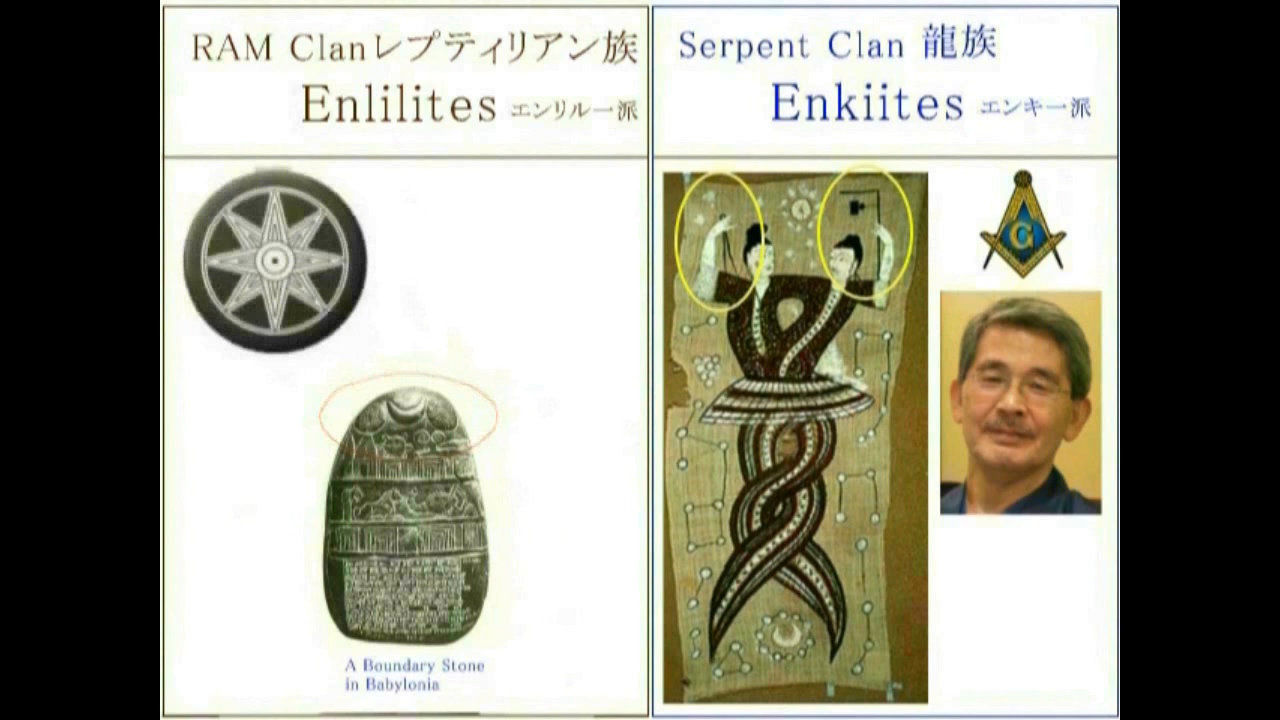 RAM Clanレプティリアン族
Enlilites エンリル一派
A Boundary Stone
in Babylonia
Serpent Clan 龍族
Enkiites エンキ一派
G